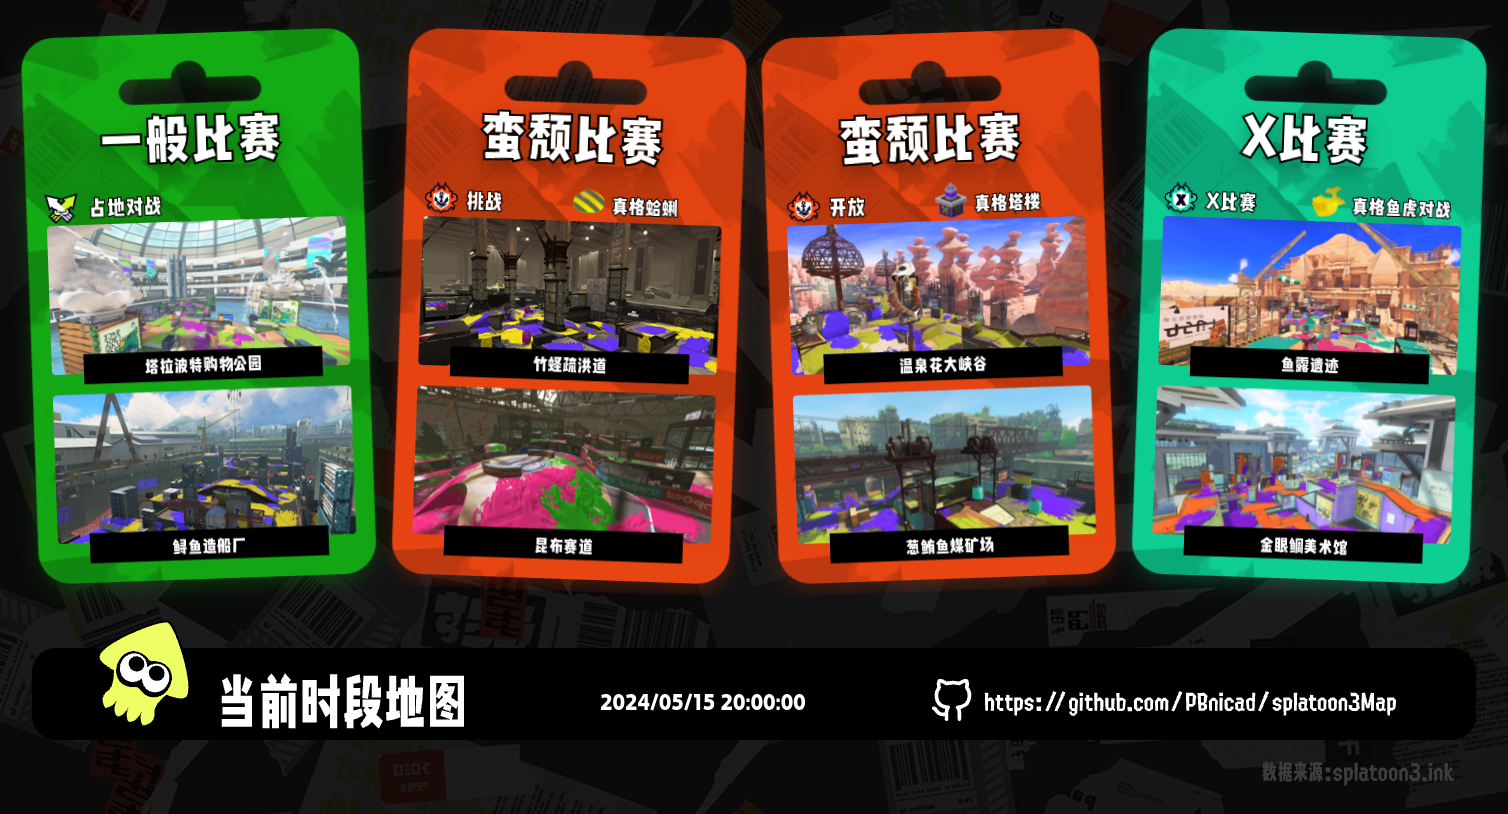 一般比赛
占地对战
塔拉波特购物公园
鲟鱼造船厂
蛮颓比赛
挑战
真格蛤蜊
竹蛏疏洪道
昆布赛道
蛮颓比赛
开放
真格塔楼
温泉花大峡谷
葱鲔鱼煤矿场
X比赛
X比赛
真格鱼虎对战
鱼露遗迹
金眼鲷美术馆
当前时段地图
2024/05/15 20:00:00
https://github.com/PBnicad/splatoon3Map
数据来源:splatoon3.ink